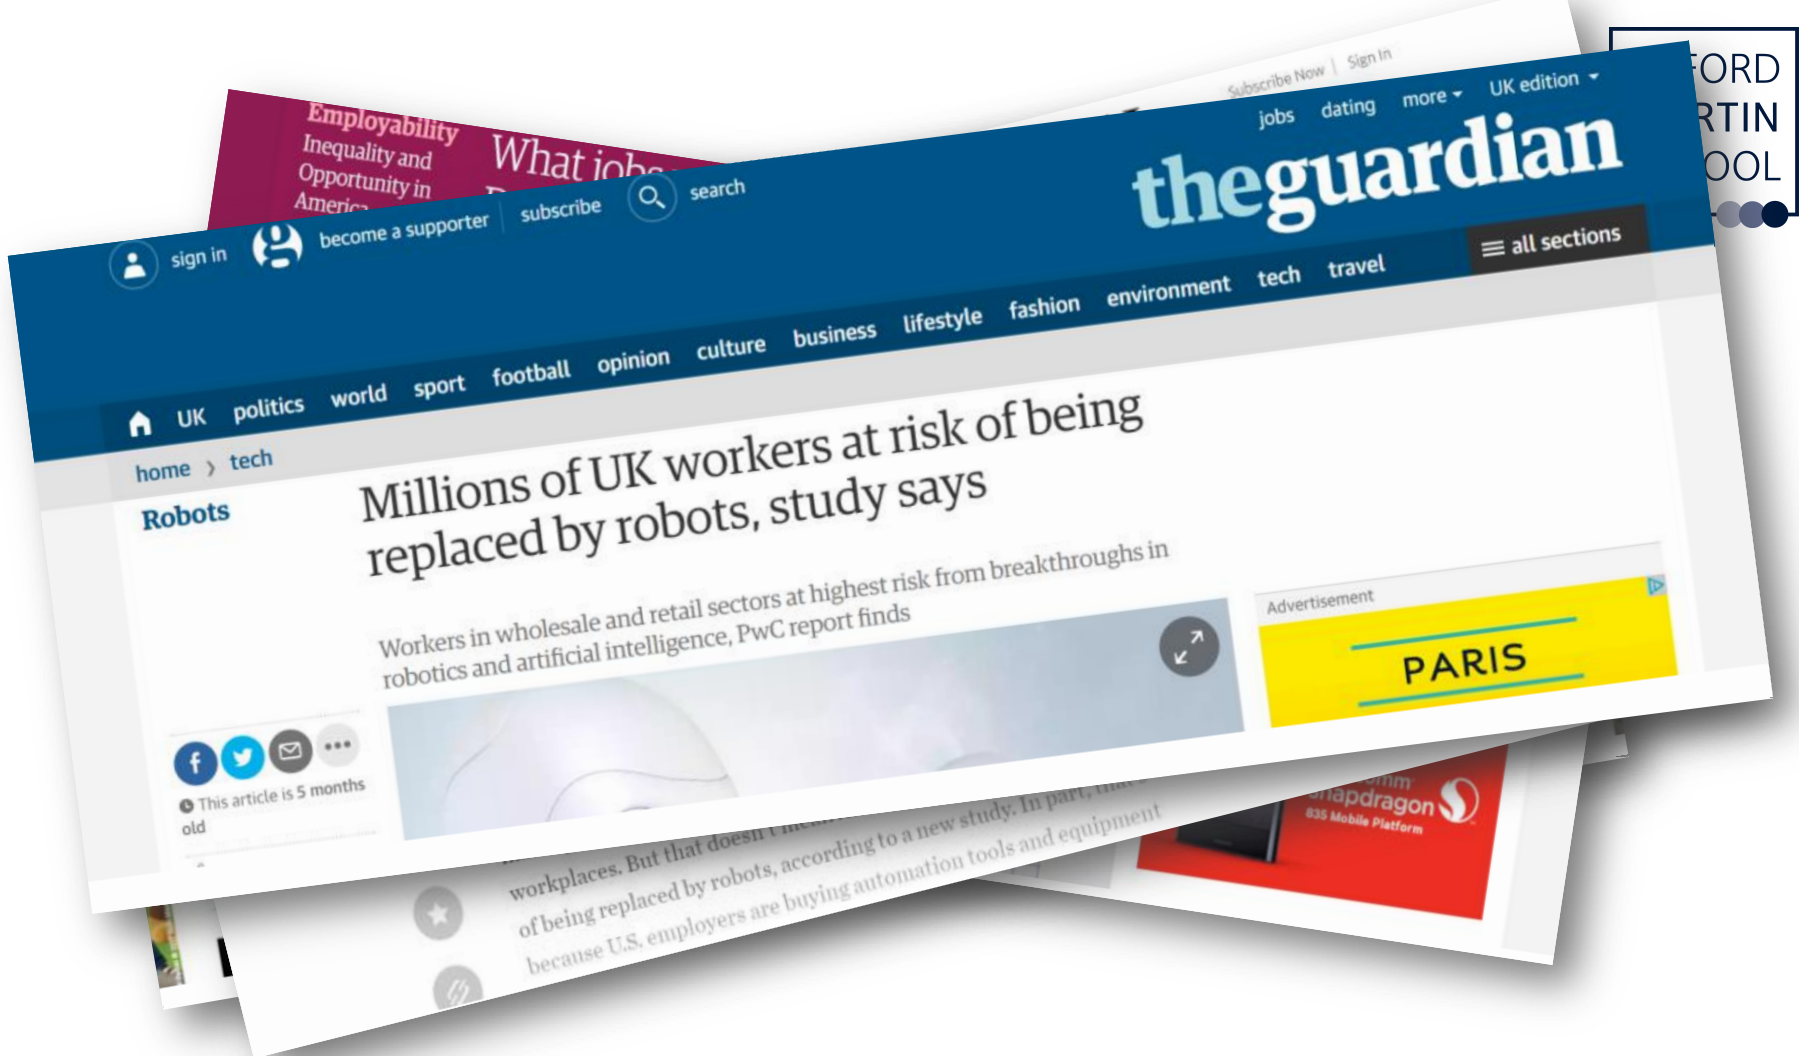 Subscribe Now | Sign In
FORD
RTIN
OOL
Employability
Inequality and
Opportunity in
America
What jobs
jobs dating more UK edition
theguardian
sign in become a supporter subscribe search
all sections
UK politics world sport football opinion culture business lifestyle fashion environment tech travel
home › tech
Robots
Millions of UK workers at risk of being
replaced by robots, study says
Workers in wholesale and retail sectors at highest risk from breakthroughs in
robotics and artificial intelligence, PwC report finds
Advertisement
PARIS
This article is 5 months
old
workplaces. But that doesn't mean
of being replaced by robots, according to a new study. In part,
because U.S. employers are buying automation tools and equipment
snapdragon
835 Mobile Platform